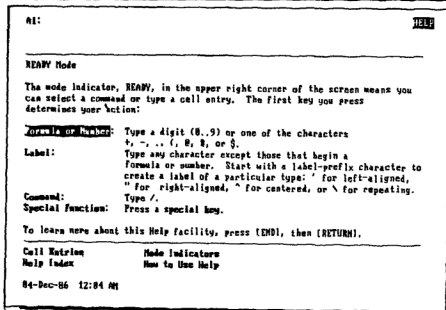 A1: HELP
READY Mode
The mode indicator, READY, in the upper right corner of the screen means you
can select a command or type a cell entry. The first key you press
determines your action:
Formula or Number: Type a digit (0..9) or one of the characters
+, -, ., (, @, #, or $.
Label: Type any character except those that begin a
formula or number. Start with a label-prefix character to
create a label of a particular type: ' for left-aligned,
" for right-aligned, ^ for centered, or \ for repeating.
Command: Type /.
Special Function: Press a special key.
To learn more about this Help facility, press [END], then [RETURN].
Cell Entries Mode Indicators
Help Index How to Use Help
04-Dec-86 12:04 AM